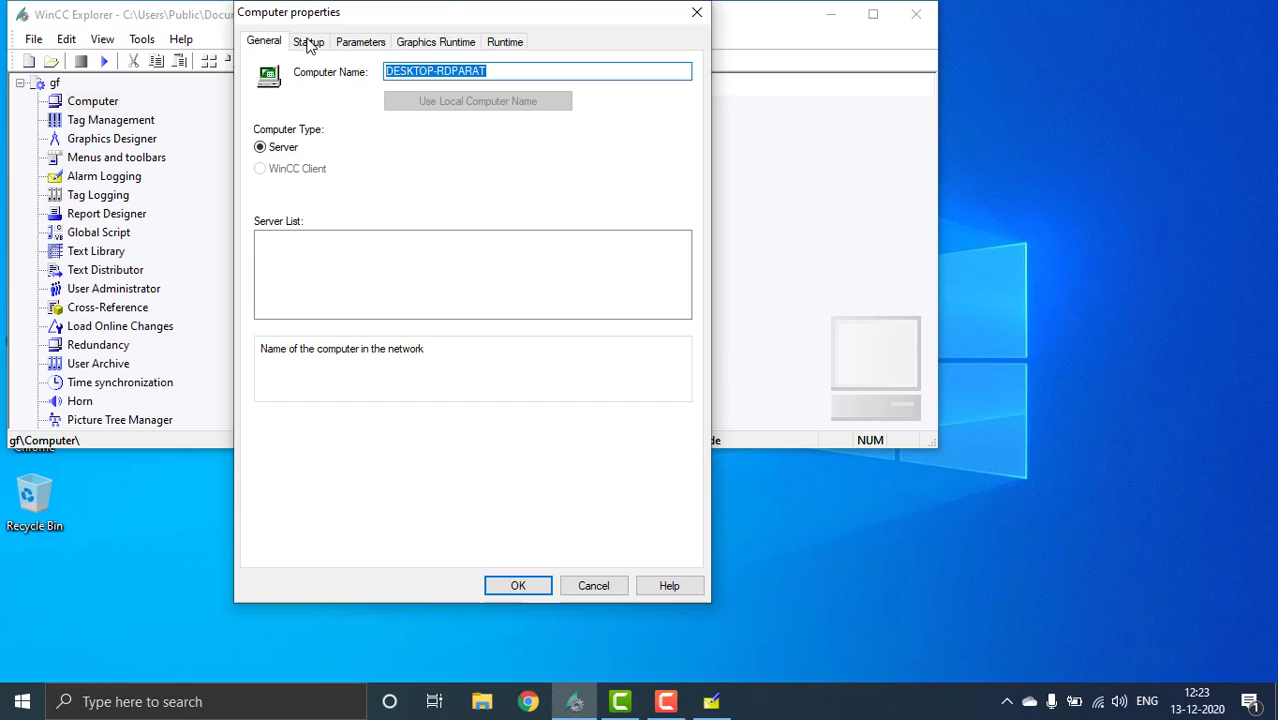 WinCC Explorer - C:\Users\Public\Docu
Computer properties
File Edit View Tools Help
General Startup Parameters Graphics Runtime Runtime
Computer Name: DESKTOP-RDPARAT
Use Local Computer Name
Computer Type:
Server
WinCC Client
Server List:
Name of the computer in the network
OK Cancel Help
gf
Computer
Tag Management
Graphics Designer
Menus and toolbars
Alarm Logging
Tag Logging
Report Designer
Global Script
Text Library
Text Distributor
User Administrator
Cross-Reference
Load Online Changes
Redundancy
User Archive
Time synchronization
Horn
Picture Tree Manager
gf\Computer\
NUM
Chrome
Recycle Bin
Type here to search
ENG
12:23
13-12-2020
1